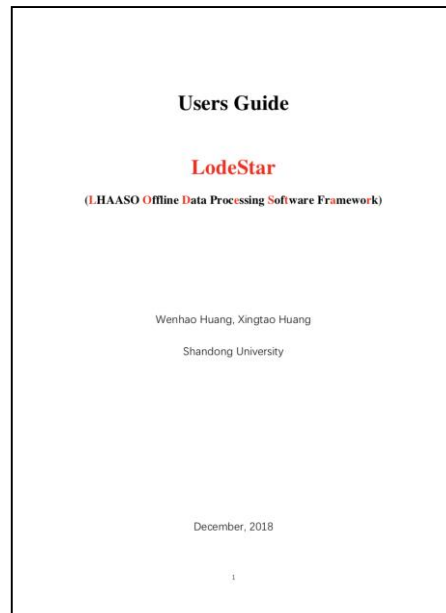 Users Guide
LodeStar
(LHAASO Offline Data Processing Software Framework)
Wenhao Huang, Xingtao Huang
Shandong University
December, 2018
1